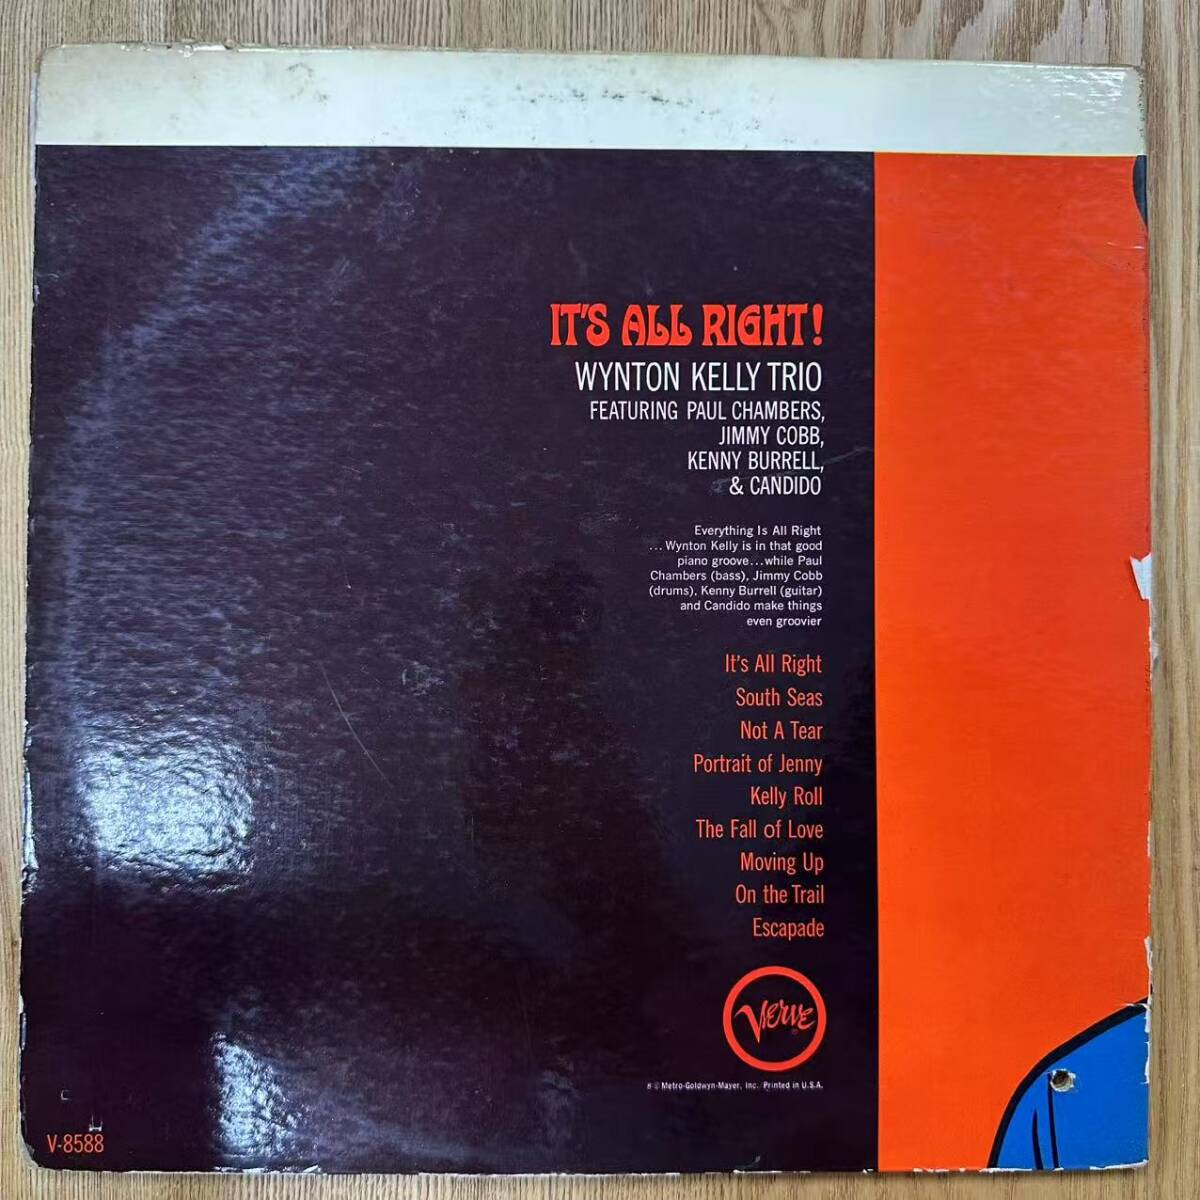 IT'S ALL RIGHT!
WYNTON KELLY TRIO
FEATURING PAUL CHAMBERS,
JIMMY COBB,
KENNY BURRELL,
& CANDIDO
Everything Is All Right
...Wynton Kelly is in that good
piano groove...while Paul
Chambers (bass), Jimmy Cobb
(drums), Kenny Burrell (guitar)
and Candido make things
even groovier
It's All Right
South Seas
Not A Tear
Portrait of Jenny
Kelly Roll
The Fall of Love
Moving Up
On the Trail
Escapade
Verve
Metro-Goldwyn-Mayer, Inc. Printed in U.S.A.
V-8588